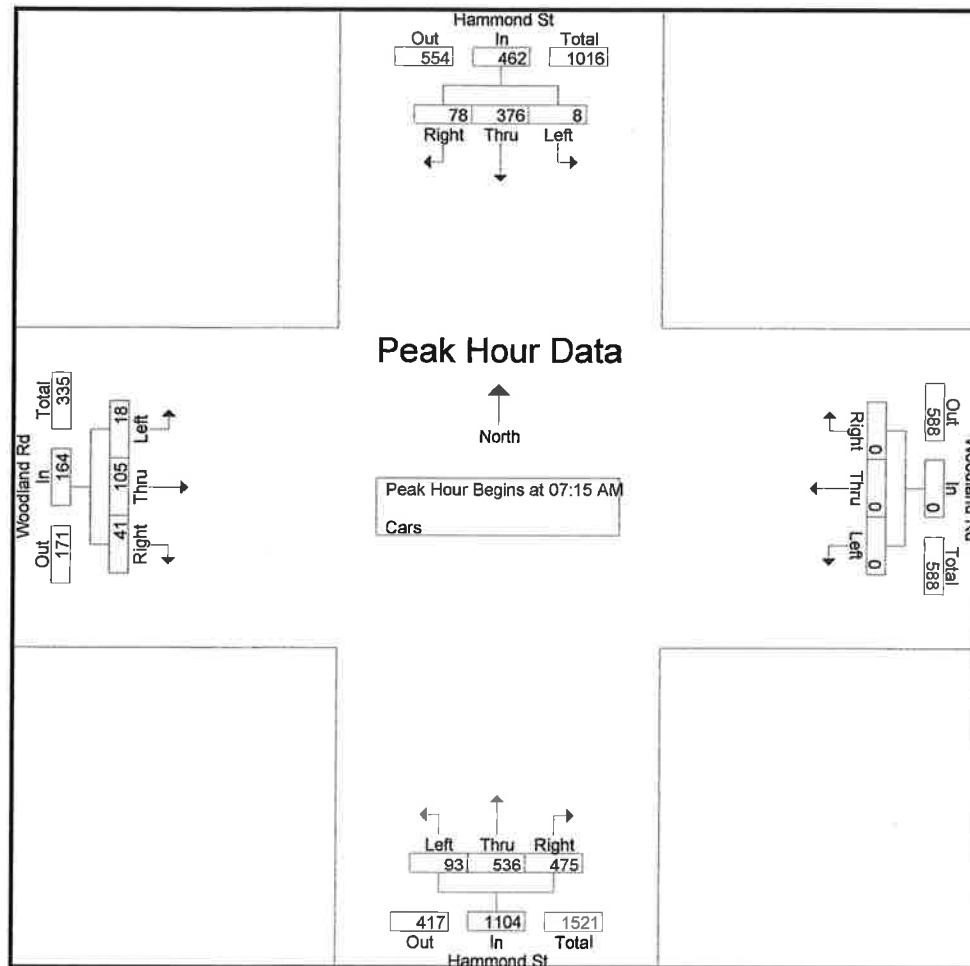 Hammond St
Out In Total
554 462 1016
78 376 8
Right Thru Left
Peak Hour Data
North
Peak Hour Begins at 07:15 AM
Cars
Woodland Rd
Out In Total
171 164 335
18 105 41
Left Thru Right
Woodland Rd
Out In Total
588 0 588
0 0 0
Right Thru Left
Left Thru Right
93 536 475
417 1104 1521
Out In Total
Hammond St